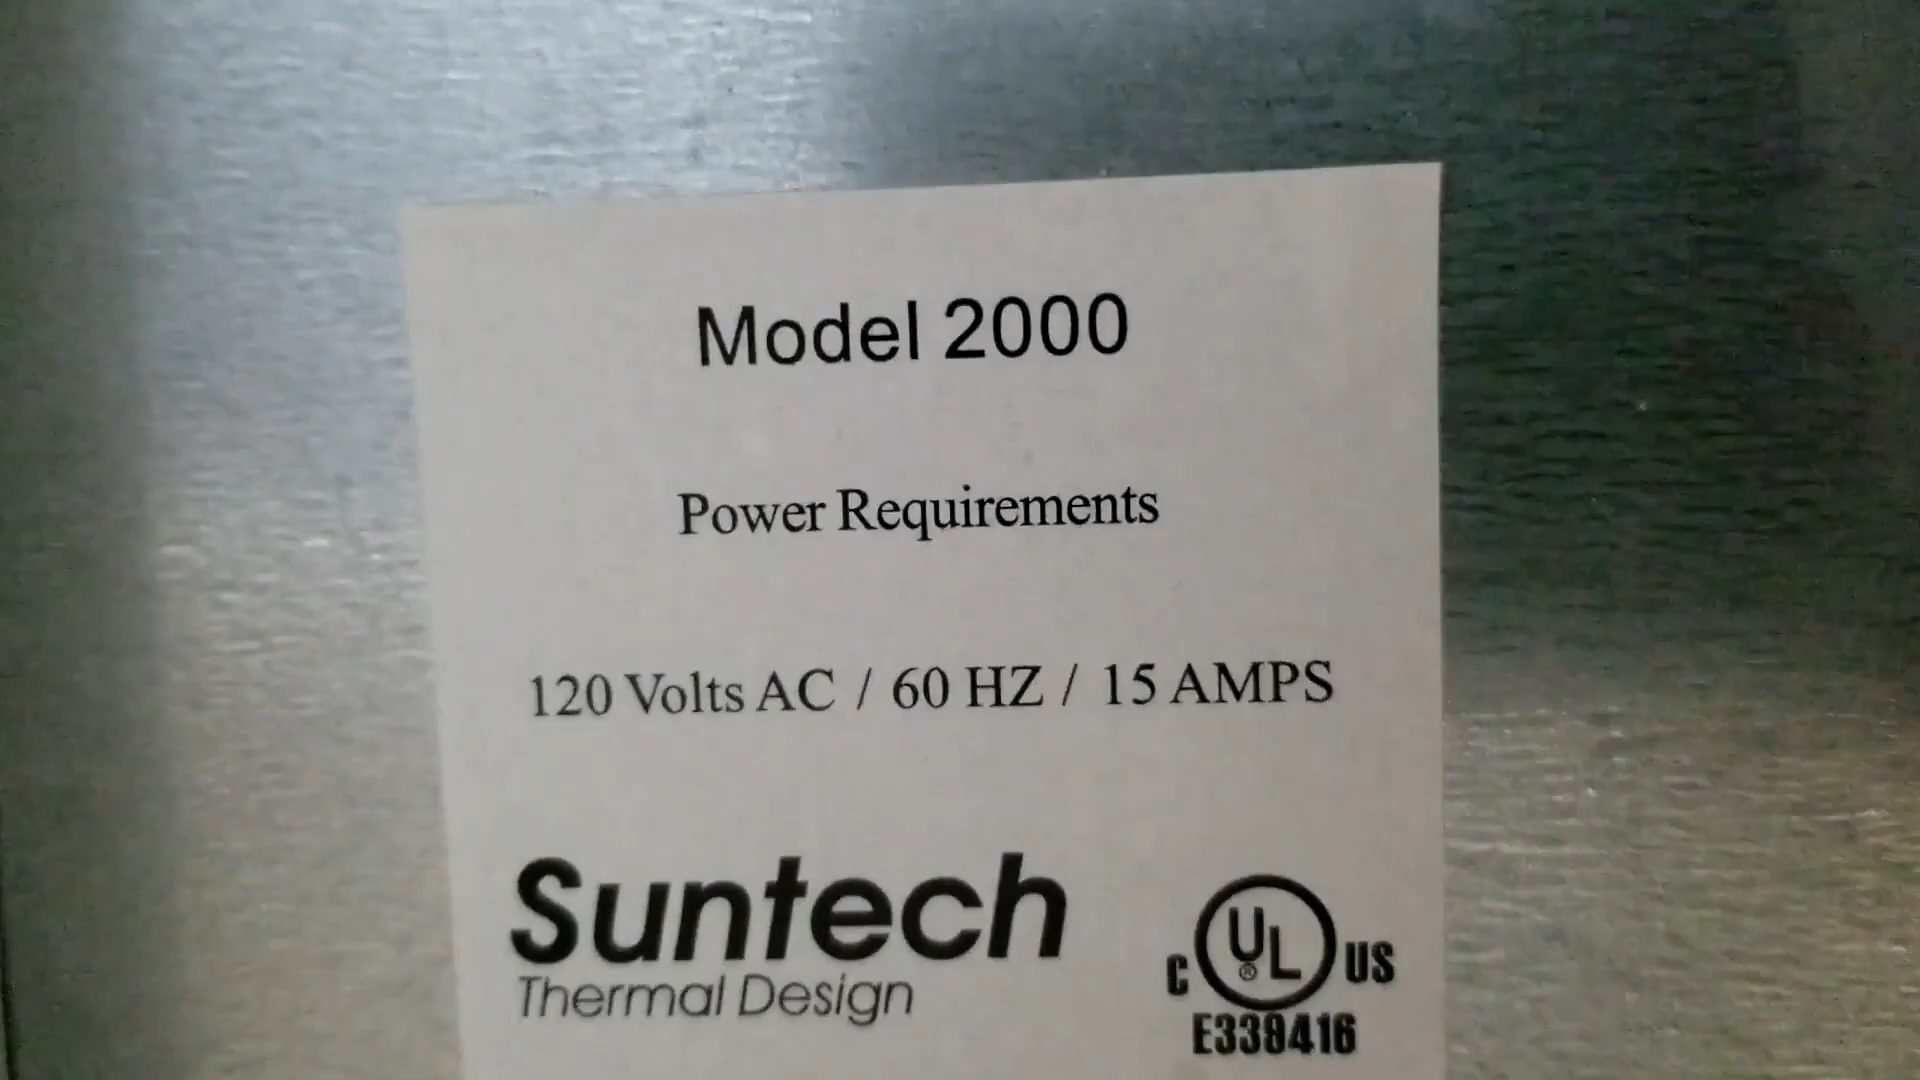 Model 2000
Power Requirements
120 Volts AC / 60 HZ / 15 AMPS
Suntech
Thermal Design
C UL ® US
E339416